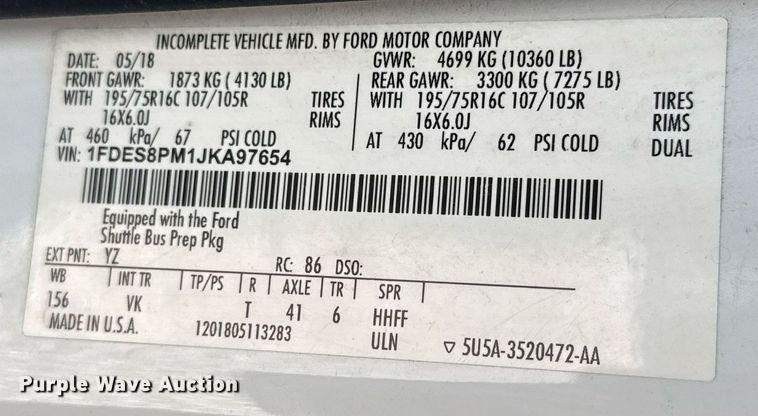 INCOMPLETE VEHICLE MFD. BY FORD MOTOR COMPANY
DATE: 05/18 GVWR: 4699 KG (10360 LB)
FRONT GAWR: 1873 KG ( 4130 LB) REAR GAWR: 3300 KG ( 7275 LB)
WITH 195/75R16C 107/105R TIRES WITH 195/75R16C 107/105R TIRES
16X6.0J RIMS 16X6.0J RIMS
AT 460 kPa/ 67 PSI COLD AT 430 kPa/ 62 PSI COLD DUAL
VIN: 1FDES8PM1JKA97654
Equipped with the Ford
Shuttle Bus Prep Pkg
EXT PNT: YZ RC: 86 DSO:
WB INT TR TP/PS R AXLE TR SPR
156 VK T 41 6 HHFF
MADE IN U.S.A. 1201805113283 ULN ▽ 5U5A-3520472-AA
Purple Wave Auction